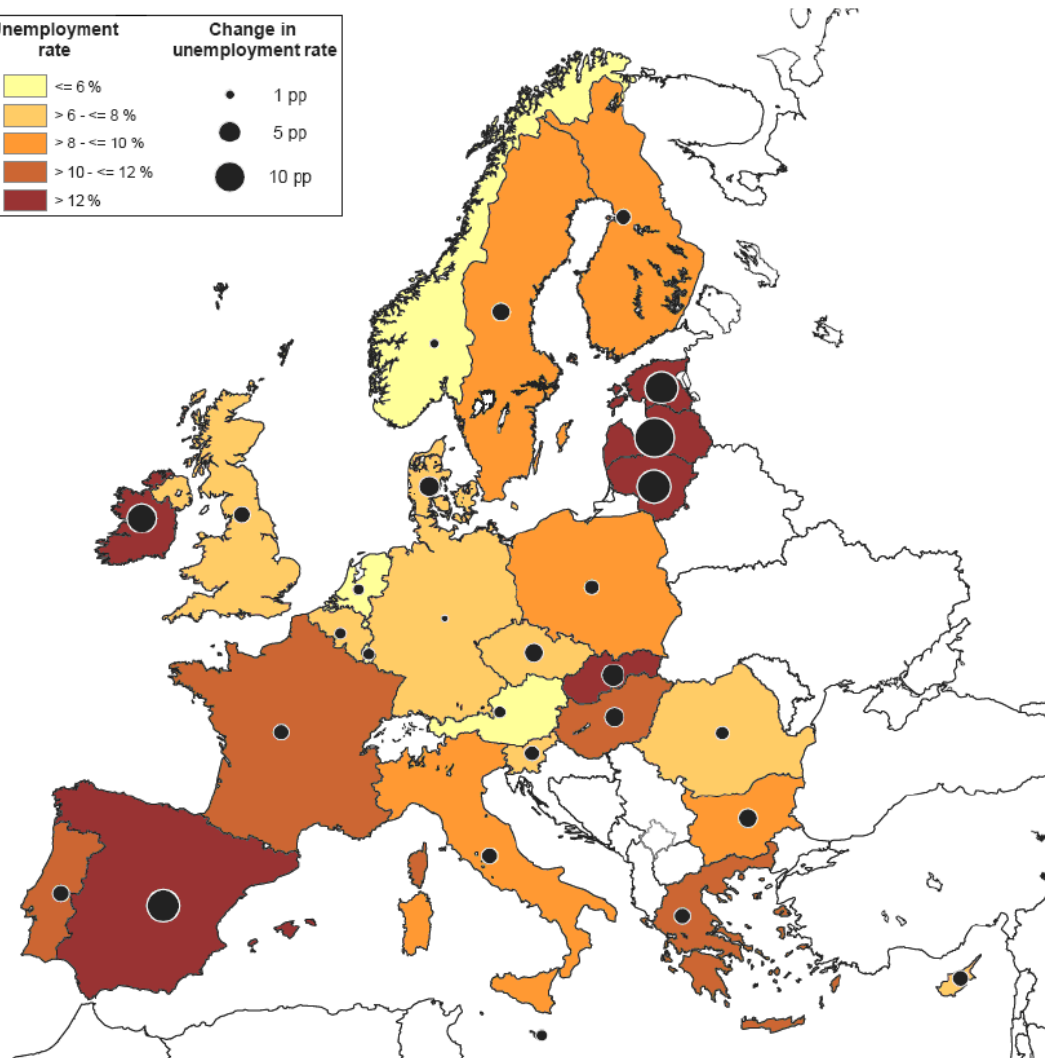 Unemployment
rate
<= 6 %
> 6 - <= 8 %
> 8 - <= 10 %
> 10 - <= 12 %
> 12 %
Change in
unemployment rate
1 pp
5 pp
10 pp